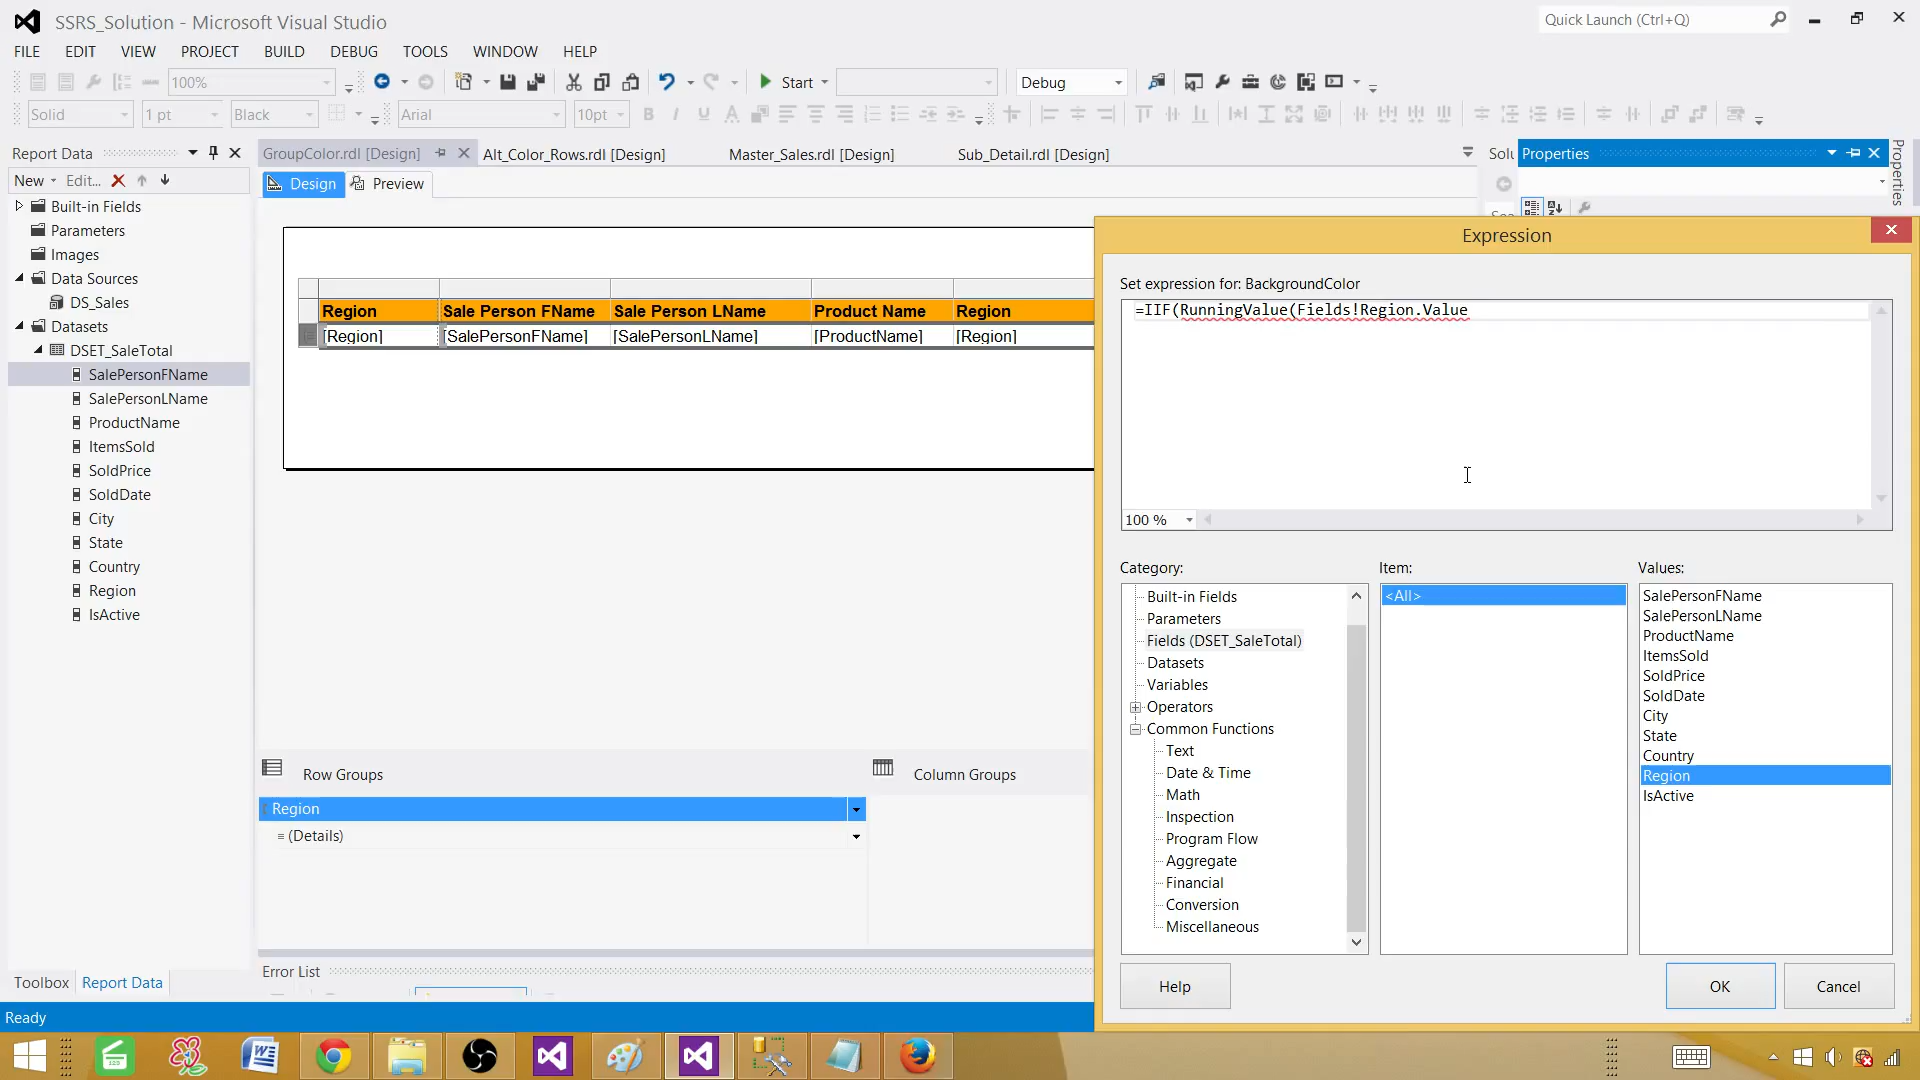 SSRS_Solution - Microsoft Visual Studio
Quick Launch (Ctrl+Q)
FILE EDIT VIEW PROJECT BUILD DEBUG TOOLS WINDOW HELP
100% Start Debug
Solid 1 pt Black Arial 10pt B I U A
Report Data
GroupColor.rdl [Design] Alt_Color_Rows.rdl [Design] Master_Sales.rdl [Design] Sub_Detail.rdl [Design]
Solu
Properties
Properties
New Edit...
Design Preview
Built-in Fields
Parameters
Images
Data Sources
DS_Sales
Datasets
DSET_SaleTotal
SalePersonFName
SalePersonLName
ProductName
ItemsSold
SoldPrice
SoldDate
City
State
Country
Region
IsActive
Toolbox Report Data
Region Sale Person FName Sale Person LName Product Name Region
[Region] [SalePersonFName] [SalePersonLName] [ProductName] [Region]
Row Groups
Column Groups
Region
(Details)
Error List
Expression
Set expression for: BackgroundColor
=IIF(RunningValue(Fields!Region.Value
100 %
Category:
Built-in Fields
Parameters
Fields (DSET_SaleTotal)
Datasets
Variables
Operators
Common Functions
Text
Date & Time
Math
Inspection
Program Flow
Aggregate
Financial
Conversion
Miscellaneous
Item:
<All>
Values:
SalePersonFName
SalePersonLName
ProductName
ItemsSold
SoldPrice
SoldDate
City
State
Country
Region
IsActive
Help OK Cancel
Ready